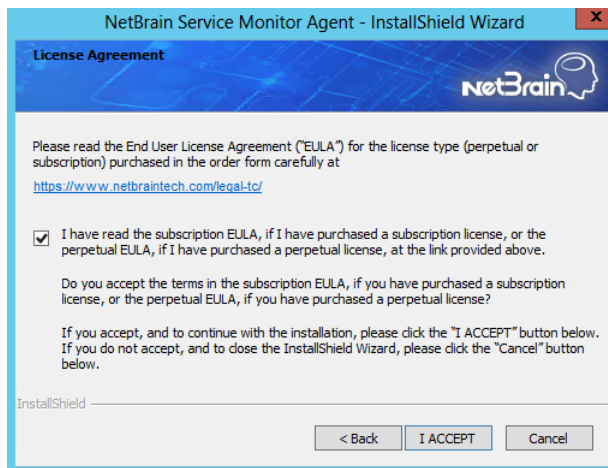 NetBrain Service Monitor Agent - InstallShield Wizard
x
License Agreement
NetBrain
Please read the End User License Agreement ("EULA") for the license type (perpetual or
subscription) purchased in the order form carefully at
https://www.netbraintech.com/legal-tc/
I have read the subscription EULA, if I have purchased a subscription license, or the
perpetual EULA, if I have purchased a perpetual license, at the link provided above.
Do you accept the terms in the subscription EULA, if you have purchased a subscription
license, or the perpetual EULA, if you have purchased a perpetual license?
If you accept, and to continue with the installation, please click the "I ACCEPT" button below.
If you do not accept, and to close the InstallShield Wizard, please click the "Cancel" button
below.
InstallShield
< Back I ACCEPT Cancel